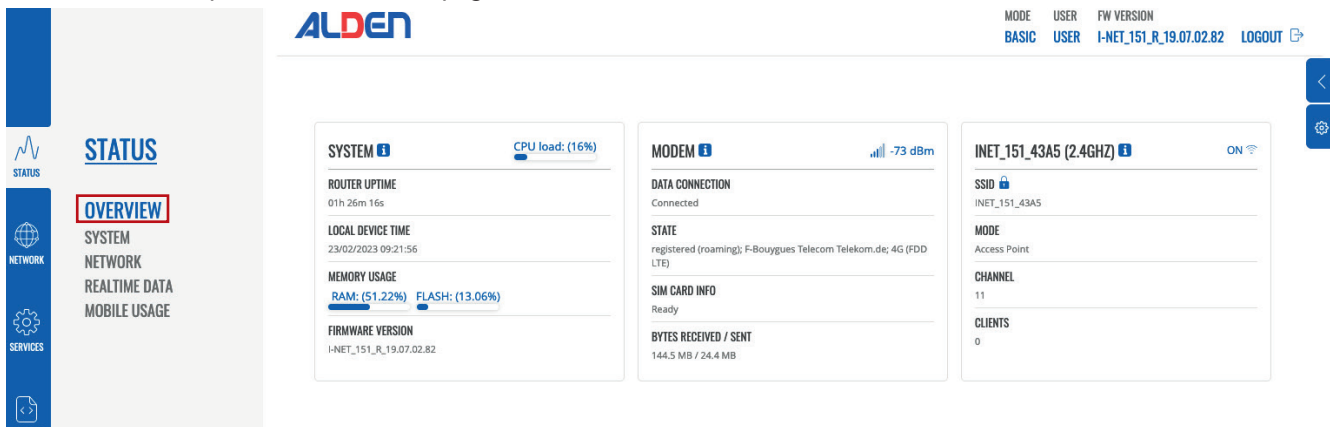 ALDEN
MODE USER FW VERSION
BASIC USER I-NET_151_R_19.07.02.82 LOGOUT
STATUS
NETWORK
SERVICES
STATUS
OVERVIEW
SYSTEM
NETWORK
REALTIME DATA
MOBILE USAGE
SYSTEM i CPU load: (16%)
ROUTER UPTIME
01h 26m 16s
LOCAL DEVICE TIME
23/02/2023 09:21:56
MEMORY USAGE
RAM: (51.22%) FLASH: (13.06%)
FIRMWARE VERSION
I-NET_151_R_19.07.02.82
MODEM i -73 dBm
DATA CONNECTION
Connected
STATE
registered (roaming); F-Bouygues Telecom Telekom.de; 4G (FDD
LTE)
SIM CARD INFO
Ready
BYTES RECEIVED / SENT
144.5 MB / 24.4 MB
INET_151_43A5 (2.4GHZ) i ON
SSID
INET_151_43A5
MODE
Access Point
CHANNEL
11
CLIENTS
0